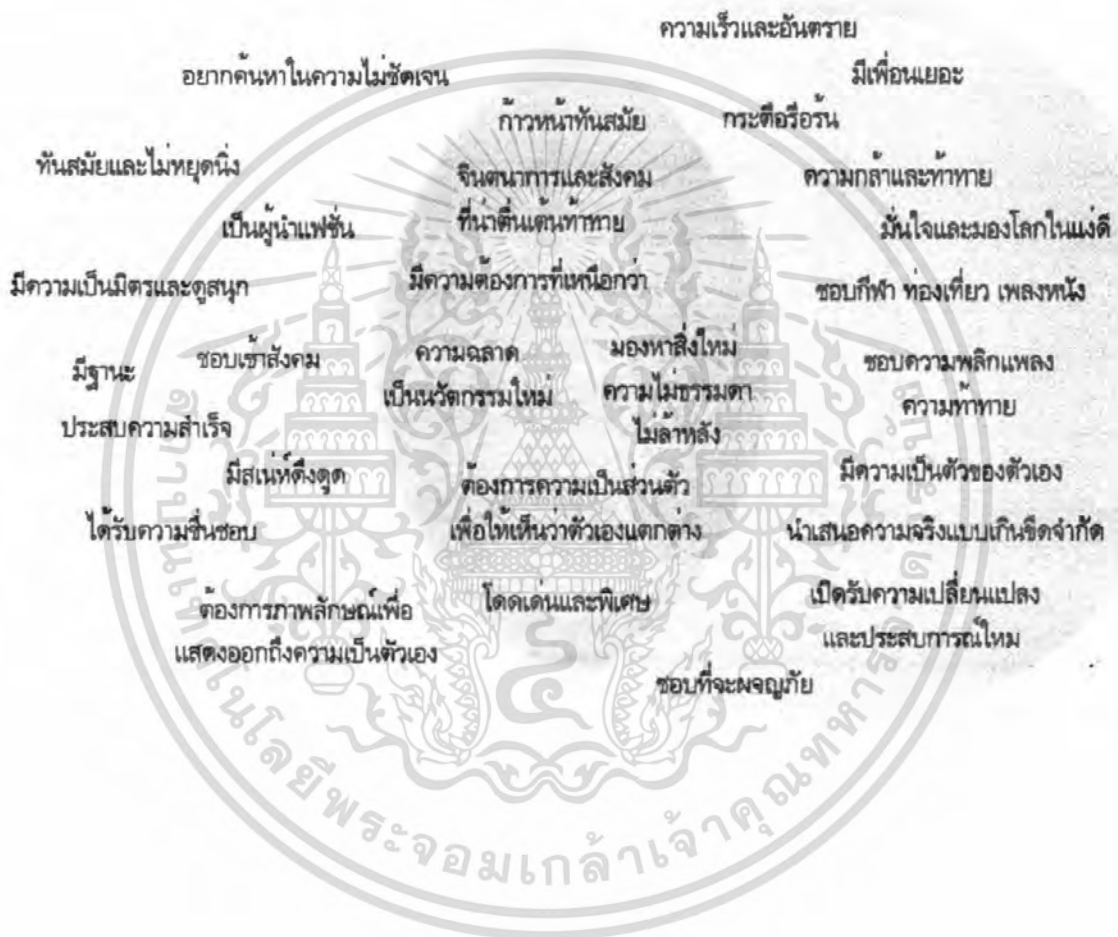 ความเร็วและอันตราย
อยากค้นหาในความไม่ชัดเจน
มีเพื่อนเยอะ
ก้าวหน้าทันสมัย
กระตือรือร้น
ทันสมัยและไม่หยุดนิ่ง
จินตนาการและสังคม
ความกล้าและท้าทาย
เป็นผู้นำแฟชั่น
ที่น่าตื่นเต้นท้าทาย
มั่นใจและมองโลกในแง่ดี
มีความเป็นมิตรและดูสนุก
มีความต้องการที่เหนือกว่า
ชอบกีฬา ท่องเที่ยว เพลงหนัง
มีฐานะ
ชอบเข้าสังคม
ความฉลาด
มองหาสิ่งใหม่
ชอบความพลิกแพลง
เป็นนวัตกรรมใหม่
ความไม่ธรรมดา
ความท้าทาย
ประสบความสำเร็จ
ไม่ล้าหลัง
มีสเน่ห์ดึงดูด
ต้องการความเป็นส่วนตัว
มีความเป็นตัวของตัวเอง
ได้รับความชื่นชอบ
เพื่อให้เห็นว่าตัวเองแตกต่าง
นำเสนอความจริงแบบเกินขีดจำกัด
ต้องการภาพลักษณ์เพื่อ
แสดงออกถึงความเป็นตัวเอง
โดดเด่นและพิเศษ
เปิดรับความเปลี่ยนแปลง
และประสบการณ์ใหม
ชอบที่จะผจญภัย
สถาบันเทคโนโลยีพระจอมเกล้าเจ้าคุณทหารลาดกระบัง